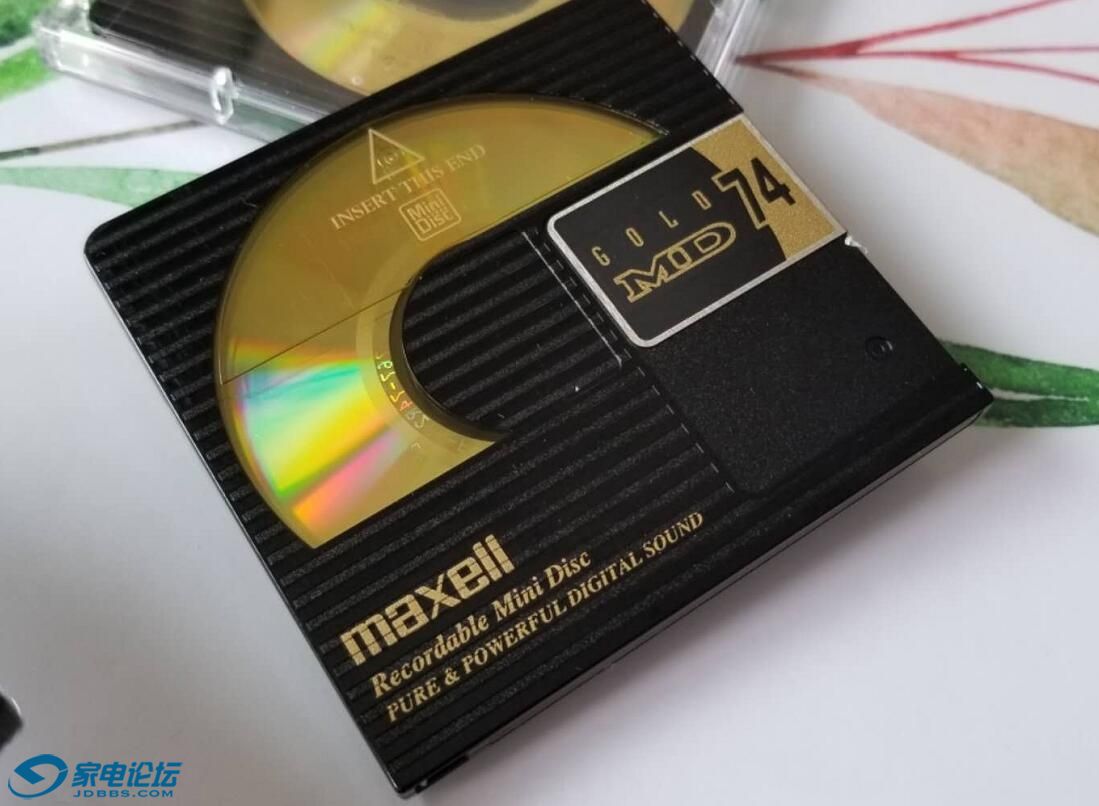 INSERT THIS END
Mini
Disc
GOLD
MD 74
maxell
Recordable Mini Disc
PURE & POWERFUL DIGITAL SOUND
家电论坛
JDBBS.COM